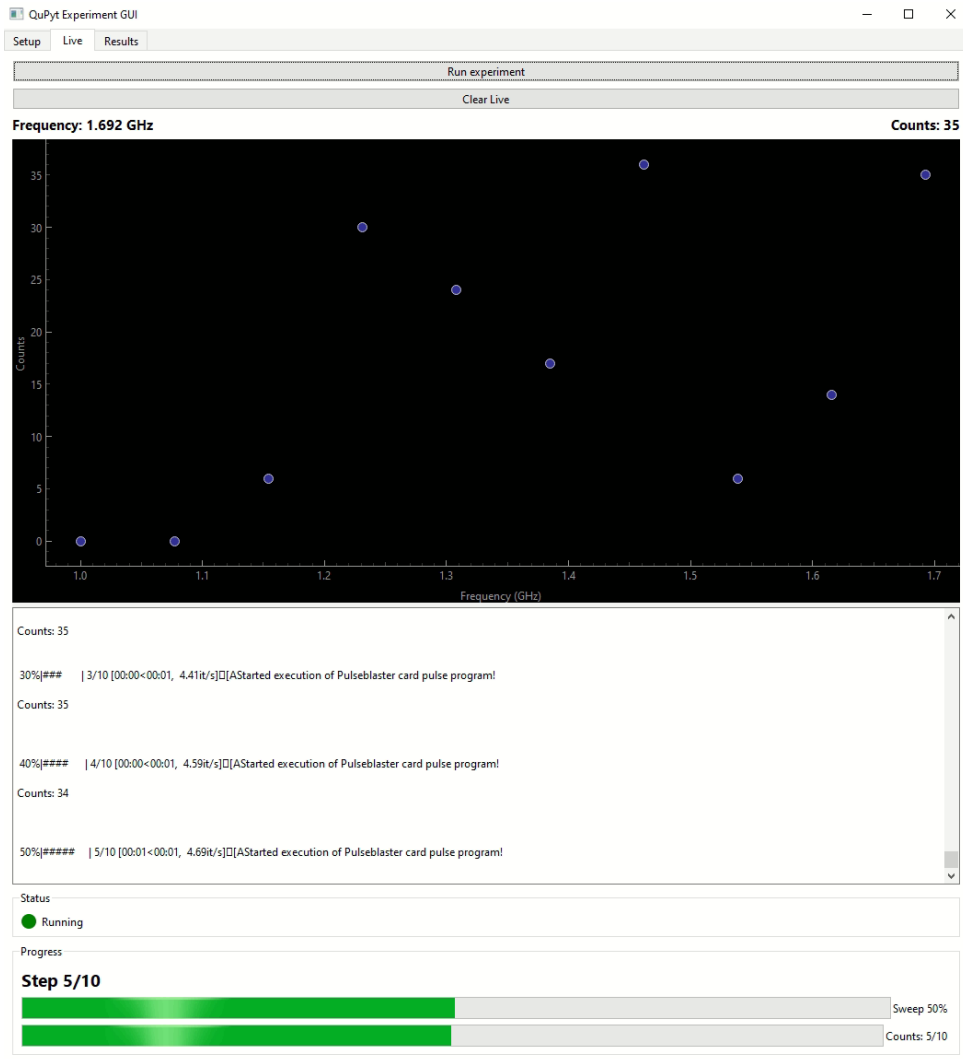 QuPyt Experiment GUI
Setup Live Results
Run experiment
Clear Live
Frequency: 1.692 GHz Counts: 35
35
30
25
20
15
10
5
0
Counts
1.0 1.1 1.2 1.3 1.4 1.5 1.6 1.7
Frequency (GHz)
Counts: 35
30%|### | 3/10 [00:00<00:01, 4.41it/s]▯[AStarted execution of Pulseblaster card pulse program!
Counts: 35
40%|#### | 4/10 [00:00<00:01, 4.59it/s]▯[AStarted execution of Pulseblaster card pulse program!
Counts: 34
50%|##### | 5/10 [00:01<00:01, 4.69it/s]▯[AStarted execution of Pulseblaster card pulse program!
Status
Running
Progress
Step 5/10
Sweep 50%
Counts: 5/10